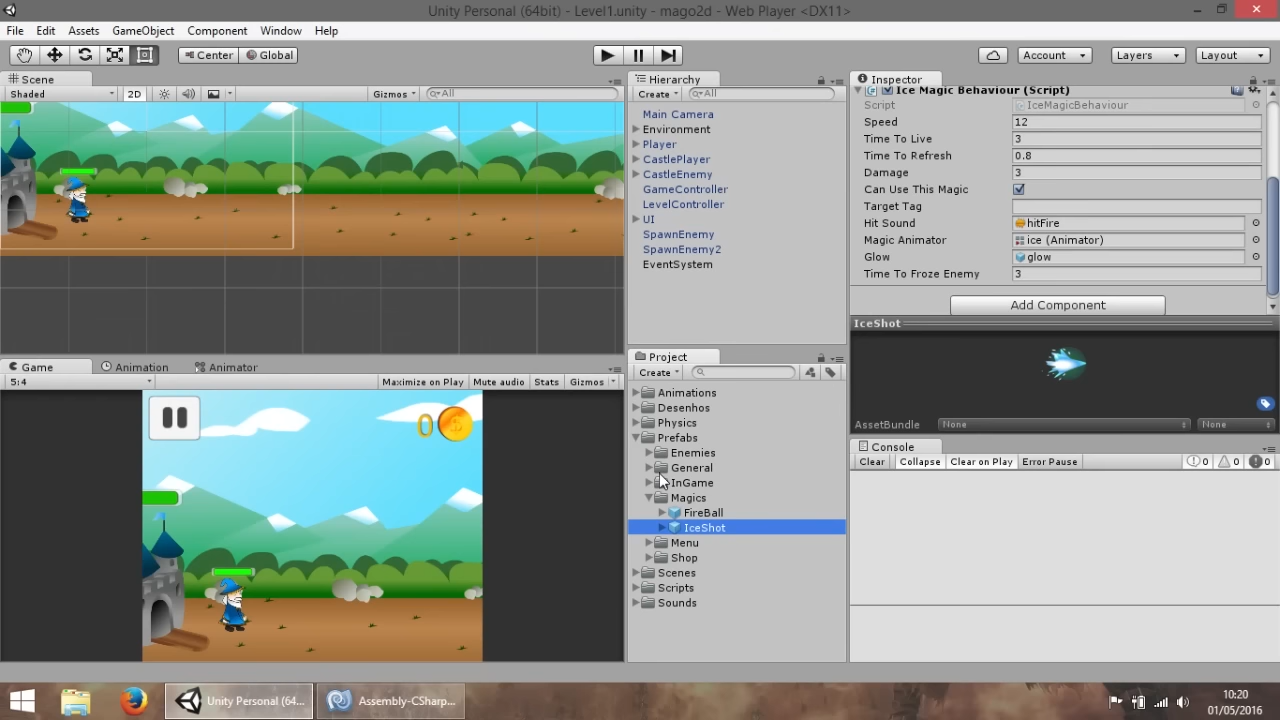 Unity Personal (64bit) - Level1.unity - mago2d - Web Player <DX11>
File Edit Assets GameObject Component Window Help
Center Global Account Layers Layout
Scene
Shaded 2D Gizmos All
Hierarchy
Create All
Main Camera
Environment
Player
CastlePlayer
CastleEnemy
GameController
LevelController
UI
SpawnEnemy
SpawnEnemy2
EventSystem
Inspector
Ice Magic Behaviour (Script)
Script IceMagicBehaviour
Speed 12
Time To Live 3
Time To Refresh 0.8
Damage 3
Can Use This Magic
Target Tag
Hit Sound hitFire
Magic Animator ice (Animator)
Glow glow
Time To Froze Enemy 3
Add Component
IceShot
AssetBundle None None
Game Animation Animator
5:4 Maximize on Play Mute audio Stats Gizmos
0
Project
Create
Animations
Desenhos
Physics
Prefabs
Enemies
General
InGame
Magics
FireBall
IceShot
Menu
Shop
Scenes
Scripts
Sounds
Console
Clear Collapse Clear on Play Error Pause 0 0 0
Unity Personal (64... Assembly-CSharp...
10:20
01/05/2016